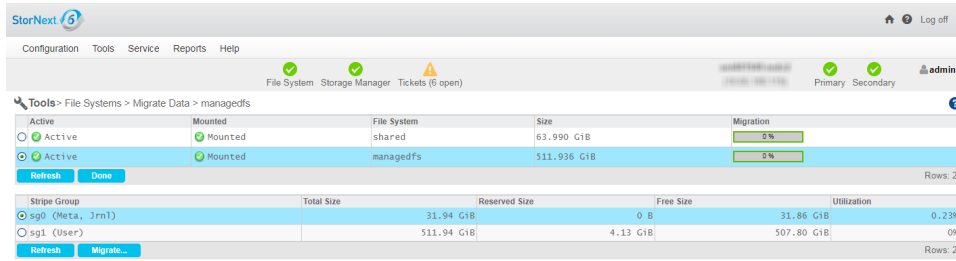 StorNext 6
Log off
Configuration Tools Service Reports Help
File System Storage Manager Tickets (6 open) Primary Secondary admin
Tools> File Systems > Migrate Data > managedfs
Active Mounted File System Size Migration
Active Mounted shared 63.990 GiB 0 %
Active Mounted managedfs 511.936 GiB 0 %
Refresh Done Rows: 2
Stripe Group Total Size Reserved Size Free Size Utilization
sg0 (Meta, Jrnl) 31.94 GiB 0 B 31.86 GiB 0.23%
sg1 (User) 511.94 GiB 4.13 GiB 507.80 GiB 0%
Refresh Migrate... Rows: 2